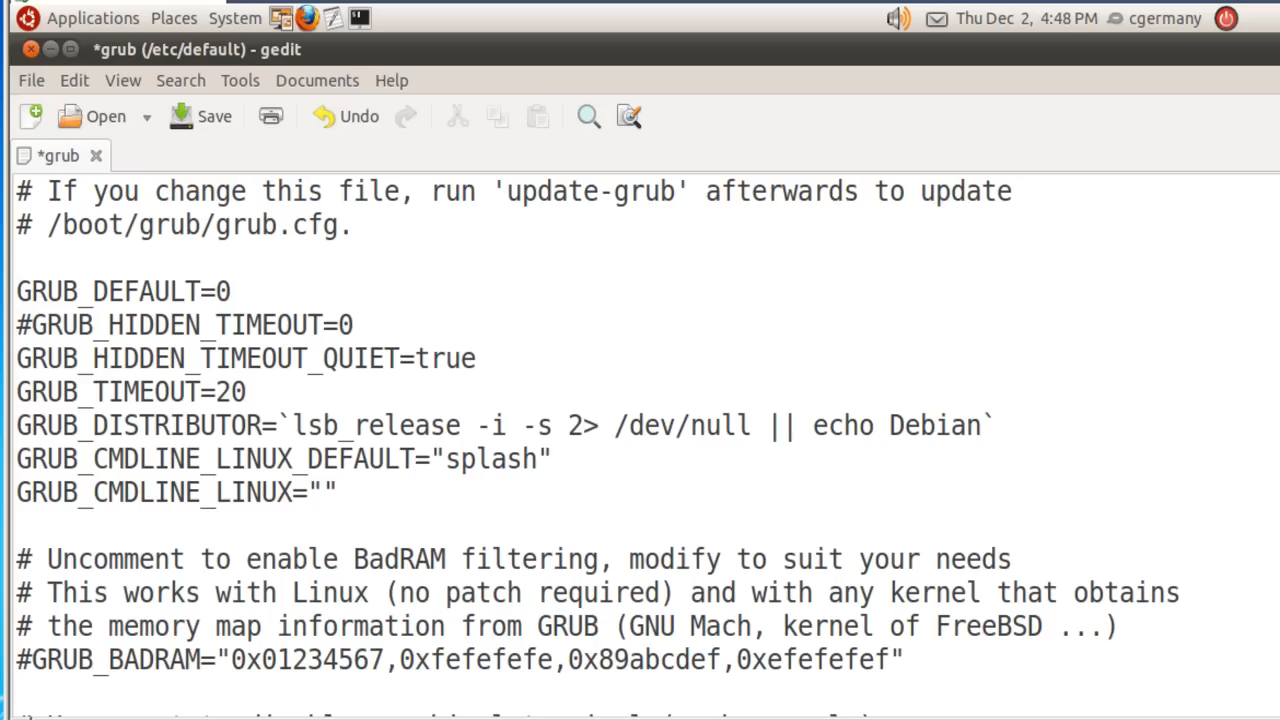 Applications Places System Thu Dec 2, 4:48 PM cgermany
*grub (/etc/default) - gedit
File Edit View Search Tools Documents Help
Open Save Undo
*grub
# If you change this file, run 'update-grub' afterwards to update
# /boot/grub/grub.cfg.
GRUB_DEFAULT=0
#GRUB_HIDDEN_TIMEOUT=0
GRUB_HIDDEN_TIMEOUT_QUIET=true
GRUB_TIMEOUT=20
GRUB_DISTRIBUTOR=`lsb_release -i -s 2> /dev/null || echo Debian`
GRUB_CMDLINE_LINUX_DEFAULT="splash"
GRUB_CMDLINE_LINUX=""
# Uncomment to enable BadRAM filtering, modify to suit your needs
# This works with Linux (no patch required) and with any kernel that obtains
# the memory map information from GRUB (GNU Mach, kernel of FreeBSD ...)
#GRUB_BADRAM="0x01234567,0xfefefefe,0x89abcdef,0xefefefef"